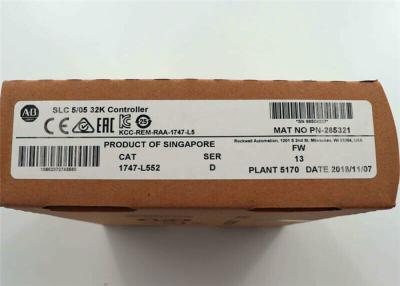 AB
SLC 5/05 32K Controller
KCC-REM-RAA-1747-L5
MAT NO PN-285321
PRODUCT OF SINGAPORE
Rockwell Automation, 1201 S 2nd St, Milwaukee, WI 53204, USA
CAT SER FW
1747-L552 D 13
PLANT 5170 DATE 2018/11/07